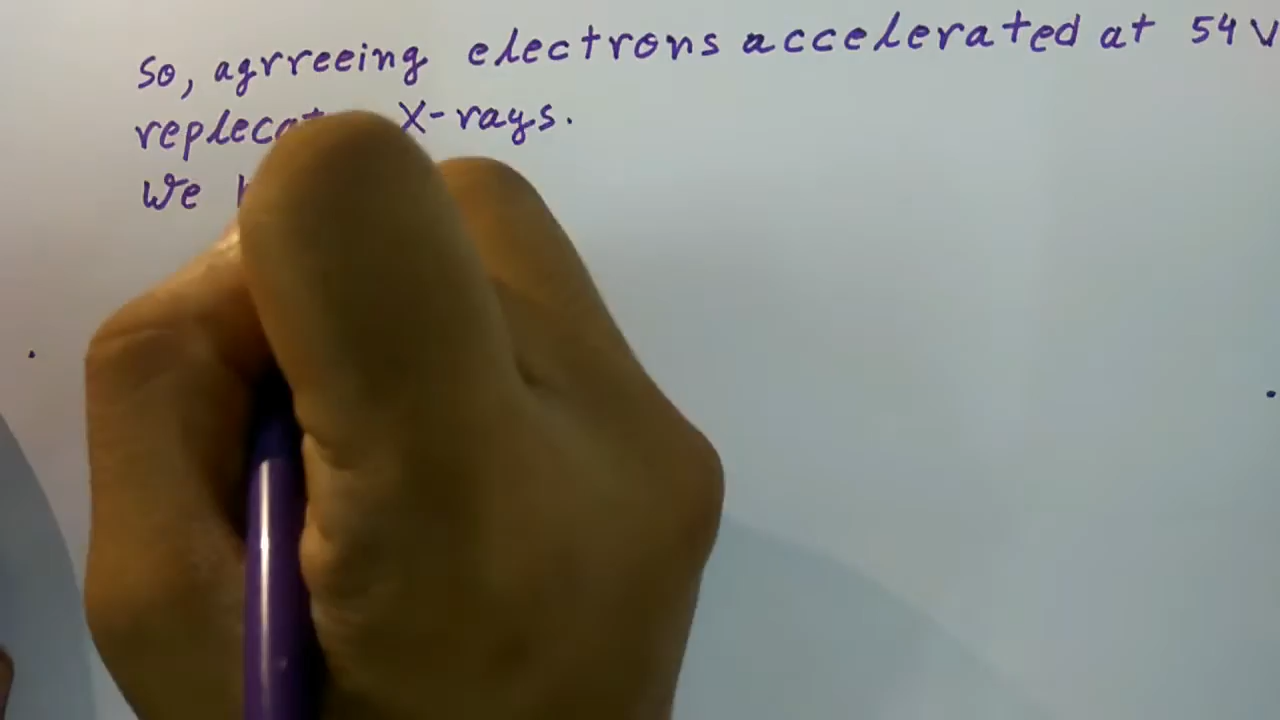 So, agrreeing electrons accelerated at 54V
X-rays.
We